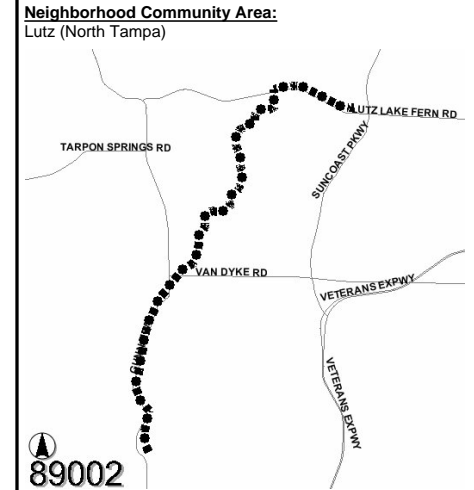 Neighborhood Community Area:
Lutz (North Tampa)
LUTZ LAKE FERN RD
TARPON SPRINGS RD
SUNCOAST PKWY
VAN DYKE RD
VETERANS EXPWY
VETERANS EXPWY
89002